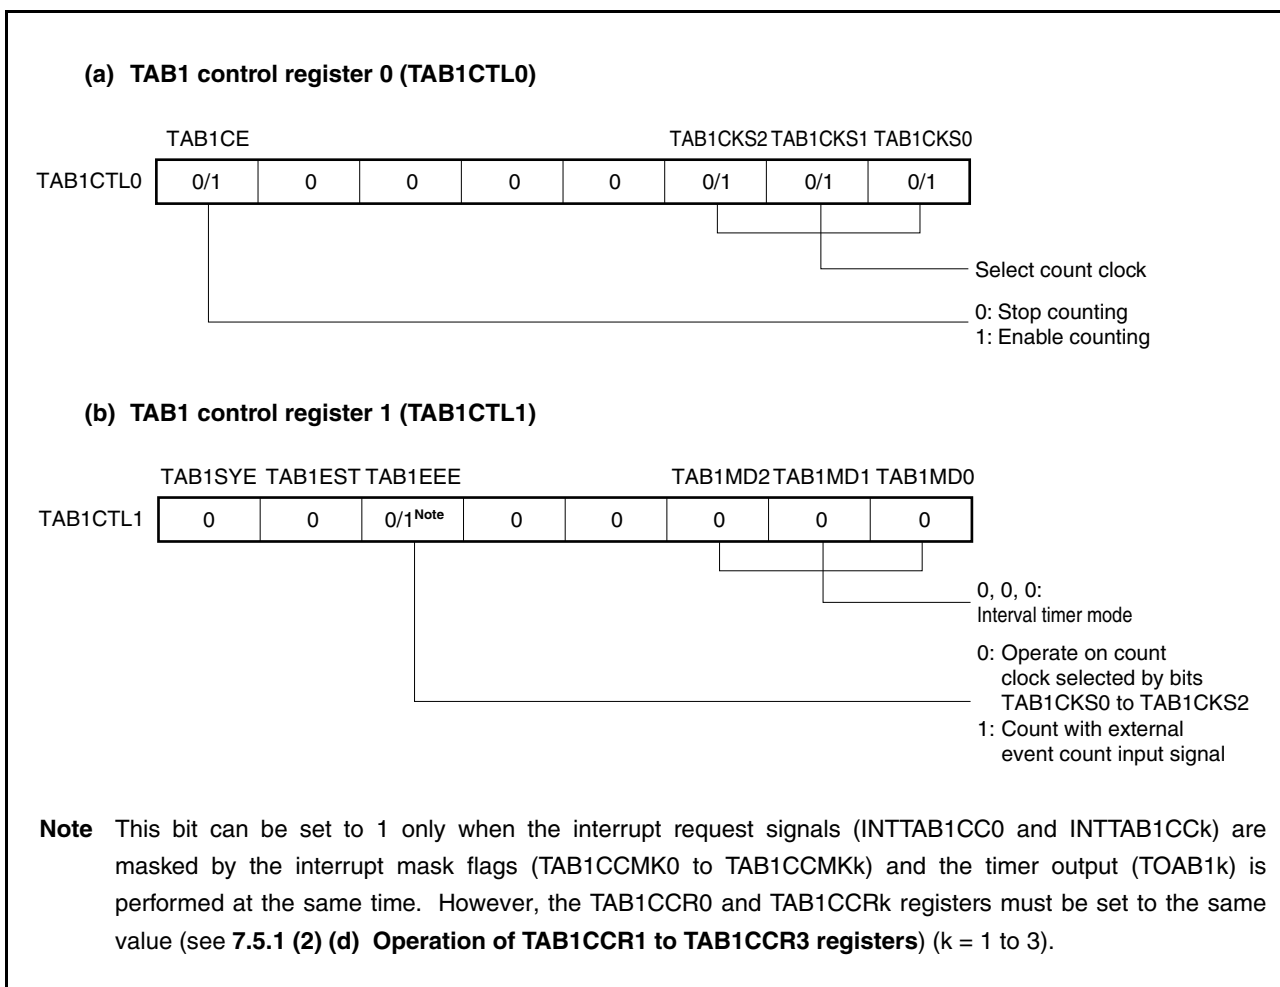 (a) TAB1 control register 0 (TAB1CTL0)
TAB1CE TAB1CKS2 TAB1CKS1 TAB1CKS0
TAB1CTL0 0/1 0 0 0 0 0/1 0/1 0/1
Select count clock
0: Stop counting
1: Enable counting
(b) TAB1 control register 1 (TAB1CTL1)
TAB1SYE TAB1EST TAB1EEE TAB1MD2 TAB1MD1 TAB1MD0
TAB1CTL1 0 0 0/1Note 0 0 0 0 0
0, 0, 0:
Interval timer mode
0: Operate on count
clock selected by bits
TAB1CKS0 to TAB1CKS2
1: Count with external
event count input signal
Note This bit can be set to 1 only when the interrupt request signals (INTTAB1CC0 and INTTAB1CCk) are
masked by the interrupt mask flags (TAB1CCMK0 to TAB1CCMKk) and the timer output (TOAB1k) is
performed at the same time. However, the TAB1CCR0 and TAB1CCRk registers must be set to the same
value (see 7.5.1 (2) (d) Operation of TAB1CCR1 to TAB1CCR3 registers) (k = 1 to 3).